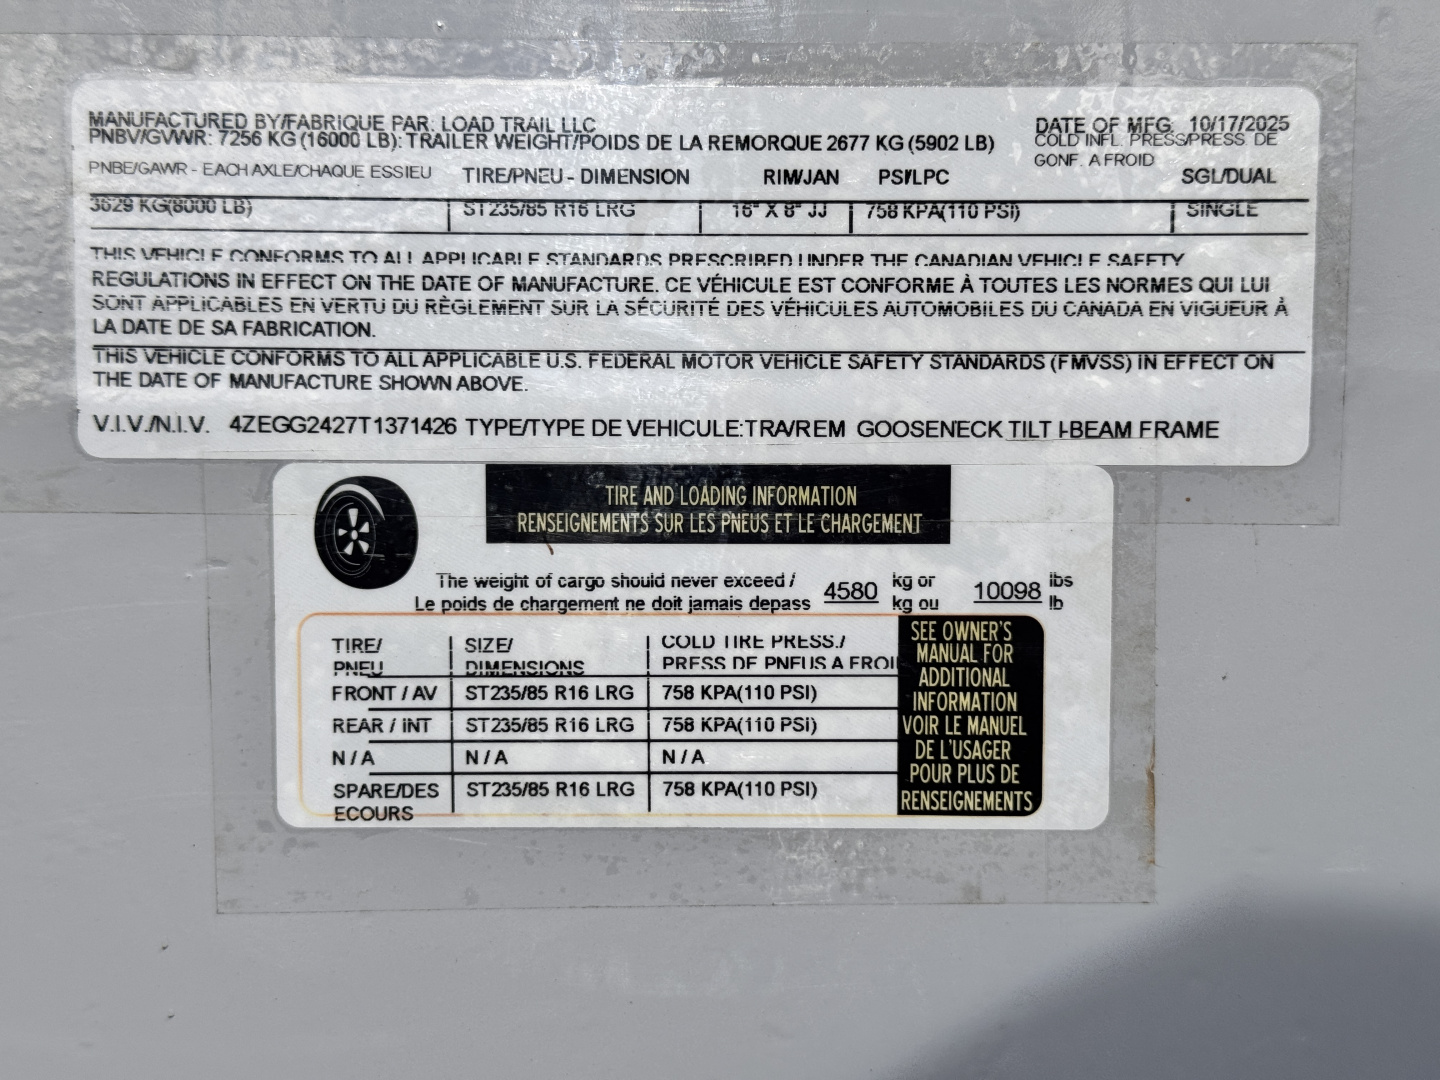 MANUFACTURED BY/FABRIQUE PAR: LOAD TRAIL LLC
DATE OF MFG: 10/17/2025
PNBV/GVWR: 7256 KG (16000 LB): TRAILER WEIGHT/POIDS DE LA REMORQUE 2677 KG (5902 LB)
COLD INFL. PRESS/PRESS. DE
GONF. A FROID
PNBE/GAWR - EACH AXLE/CHAQUE ESSIEU TIRE/PNEU - DIMENSION RIM/JAN PSI/LPC SGL/DUAL
3629 KG(8000 LB) ST235/85 R16 LRG 16" X 8" JJ 758 KPA(110 PSI) SINGLE
THIS VEHICLE CONFORMS TO ALL APPLICABLE STANDARDS PRESCRIBED UNDER THE CANADIAN VEHICLE SAFETY
REGULATIONS IN EFFECT ON THE DATE OF MANUFACTURE. CE VÉHICULE EST CONFORME À TOUTES LES NORMES QUI LUI
SONT APPLICABLES EN VERTU DU RÈGLEMENT SUR LA SÉCURITÉ DES VÉHICULES AUTOMOBILES DU CANADA EN VIGUEUR À
LA DATE DE SA FABRICATION.
THIS VEHICLE CONFORMS TO ALL APPLICABLE U.S. FEDERAL MOTOR VEHICLE SAFETY STANDARDS (FMVSS) IN EFFECT ON
THE DATE OF MANUFACTURE SHOWN ABOVE.
V.I.V./N.I.V. 4ZEGG2427T1371426 TYPE/TYPE DE VEHICULE:TRA/REM GOOSENECK TILT I-BEAM FRAME
TIRE AND LOADING INFORMATION
RENSEIGNEMENTS SUR LES PNEUS ET LE CHARGEMENT
The weight of cargo should never exceed / 4580 kg or 10098 lbs
Le poids de chargement ne doit jamais depass kg ou lb
TIRE/ SIZE/ COLD TIRE PRESS./
PNEU DIMENSIONS PRESS DE PNEUS A FROI
FRONT / AV ST235/85 R16 LRG 758 KPA(110 PSI)
REAR / INT ST235/85 R16 LRG 758 KPA(110 PSI)
N / A N / A N / A
SPARE/DES ST235/85 R16 LRG 758 KPA(110 PSI)
ECOURS
SEE OWNER'S
MANUAL FOR
ADDITIONAL
INFORMATION
VOIR LE MANUEL
DE L'USAGER
POUR PLUS DE
RENSEIGNEMENTS